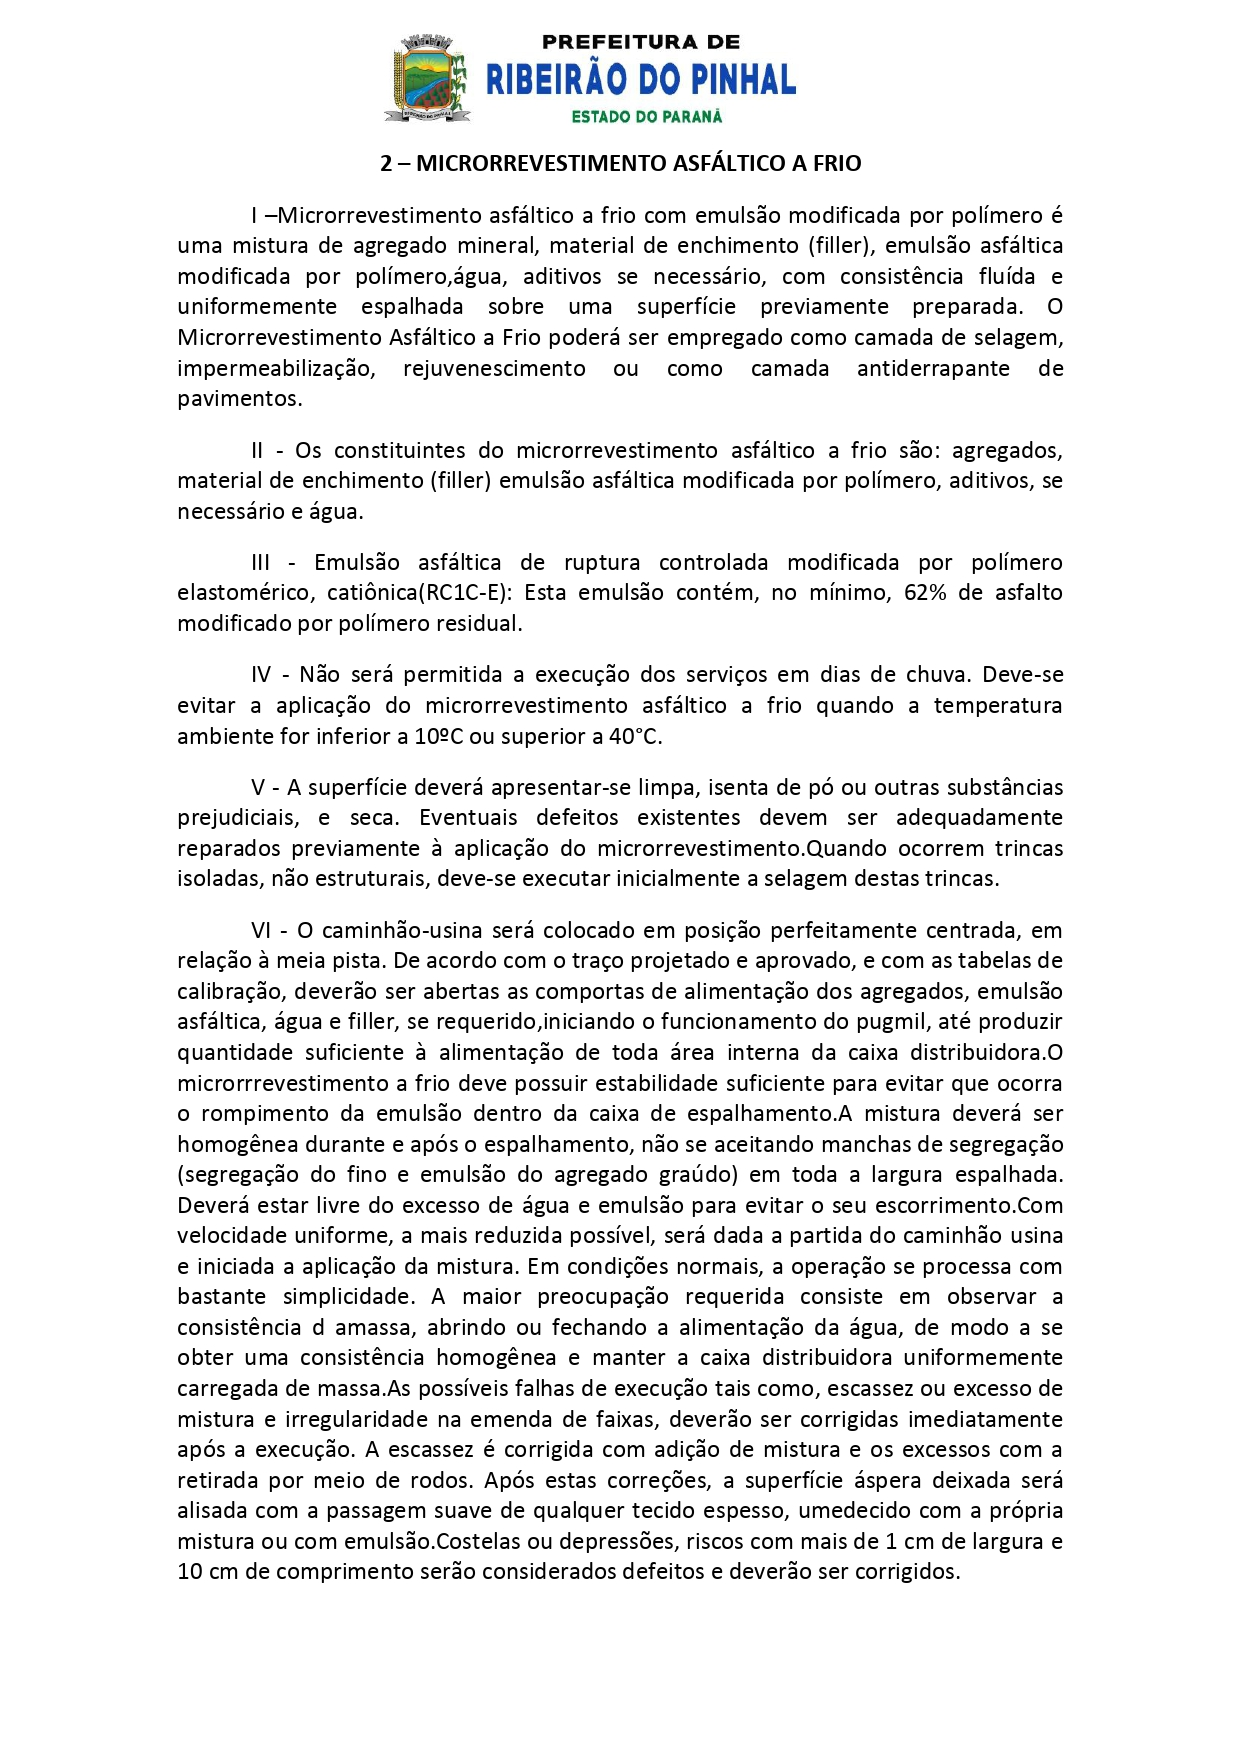 PREFEITURA DE
RIBEIRÃO DO PINHAL
ESTADO DO PARANÁ
RIBEIRÃO DO PINHAL
2 – MICRORREVESTIMENTO ASFÁLTICO A FRIO
I –Microrrevestimento asfáltico a frio com emulsão modificada por polímero é
uma mistura de agregado mineral, material de enchimento (filler), emulsão asfáltica
modificada por polímero,água, aditivos se necessário, com consistência fluída e
uniformemente espalhada sobre uma superfície previamente preparada. O
Microrrevestimento Asfáltico a Frio poderá ser empregado como camada de selagem,
impermeabilização, rejuvenescimento ou como camada antiderrapante de
pavimentos.
II - Os constituintes do microrrevestimento asfáltico a frio são: agregados,
material de enchimento (filler) emulsão asfáltica modificada por polímero, aditivos, se
necessário e água.
III - Emulsão asfáltica de ruptura controlada modificada por polímero
elastomérico, catiônica(RC1C-E): Esta emulsão contém, no mínimo, 62% de asfalto
modificado por polímero residual.
IV - Não será permitida a execução dos serviços em dias de chuva. Deve-se
evitar a aplicação do microrrevestimento asfáltico a frio quando a temperatura
ambiente for inferior a 10ºC ou superior a 40°C.
V - A superfície deverá apresentar-se limpa, isenta de pó ou outras substâncias
prejudiciais, e seca. Eventuais defeitos existentes devem ser adequadamente
reparados previamente à aplicação do microrrevestimento.Quando ocorrem trincas
isoladas, não estruturais, deve-se executar inicialmente a selagem destas trincas.
VI - O caminhão-usina será colocado em posição perfeitamente centrada, em
relação à meia pista. De acordo com o traço projetado e aprovado, e com as tabelas de
calibração, deverão ser abertas as comportas de alimentação dos agregados, emulsão
asfáltica, água e filler, se requerido,iniciando o funcionamento do pugmil, até produzir
quantidade suficiente à alimentação de toda área interna da caixa distribuidora.O
microrrrevestimento a frio deve possuir estabilidade suficiente para evitar que ocorra
o rompimento da emulsão dentro da caixa de espalhamento.A mistura deverá ser
homogênea durante e após o espalhamento, não se aceitando manchas de segregação
(segregação do fino e emulsão do agregado graúdo) em toda a largura espalhada.
Deverá estar livre do excesso de água e emulsão para evitar o seu escorrimento.Com
velocidade uniforme, a mais reduzida possível, será dada a partida do caminhão usina
e iniciada a aplicação da mistura. Em condições normais, a operação se processa com
bastante simplicidade. A maior preocupação requerida consiste em observar a
consistência d amassa, abrindo ou fechando a alimentação da água, de modo a se
obter uma consistência homogênea e manter a caixa distribuidora uniformemente
carregada de massa.As possíveis falhas de execução tais como, escassez ou excesso de
mistura e irregularidade na emenda de faixas, deverão ser corrigidas imediatamente
após a execução. A escassez é corrigida com adição de mistura e os excessos com a
retirada por meio de rodos. Após estas correções, a superfície áspera deixada será
alisada com a passagem suave de qualquer tecido espesso, umedecido com a própria
mistura ou com emulsão.Costelas ou depressões, riscos com mais de 1 cm de largura e
10 cm de comprimento serão considerados defeitos e deverão ser corrigidos.